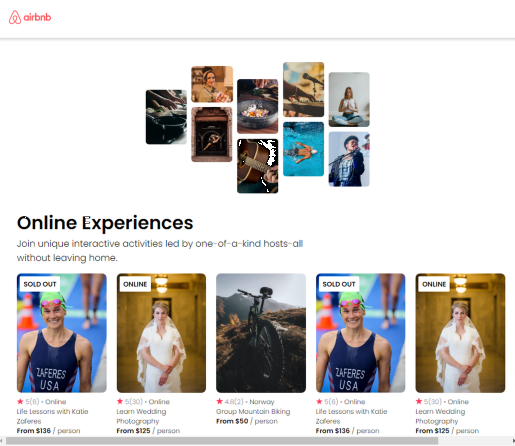 airbnb
Online Experiences
Join unique interactive activities led by one-of-a-kind hosts-all
without leaving home.
SOLD OUT
ZAFERES
USA
5(6) • Online
Life Lessons with Katie
Zaferes
From $136 / person
ONLINE
5(30) • Online
Learn Wedding
Photography
From $125 / person
4.8(2) • Norway
Group Mountain Biking
From $50 / person
SOLD OUT
ZAFERES
USA
5(6) • Online
Life Lessons with Katie
Zaferes
From $136 / person
ONLINE
5(30) • Online
Learn Wedding
Photography
From $125 / person